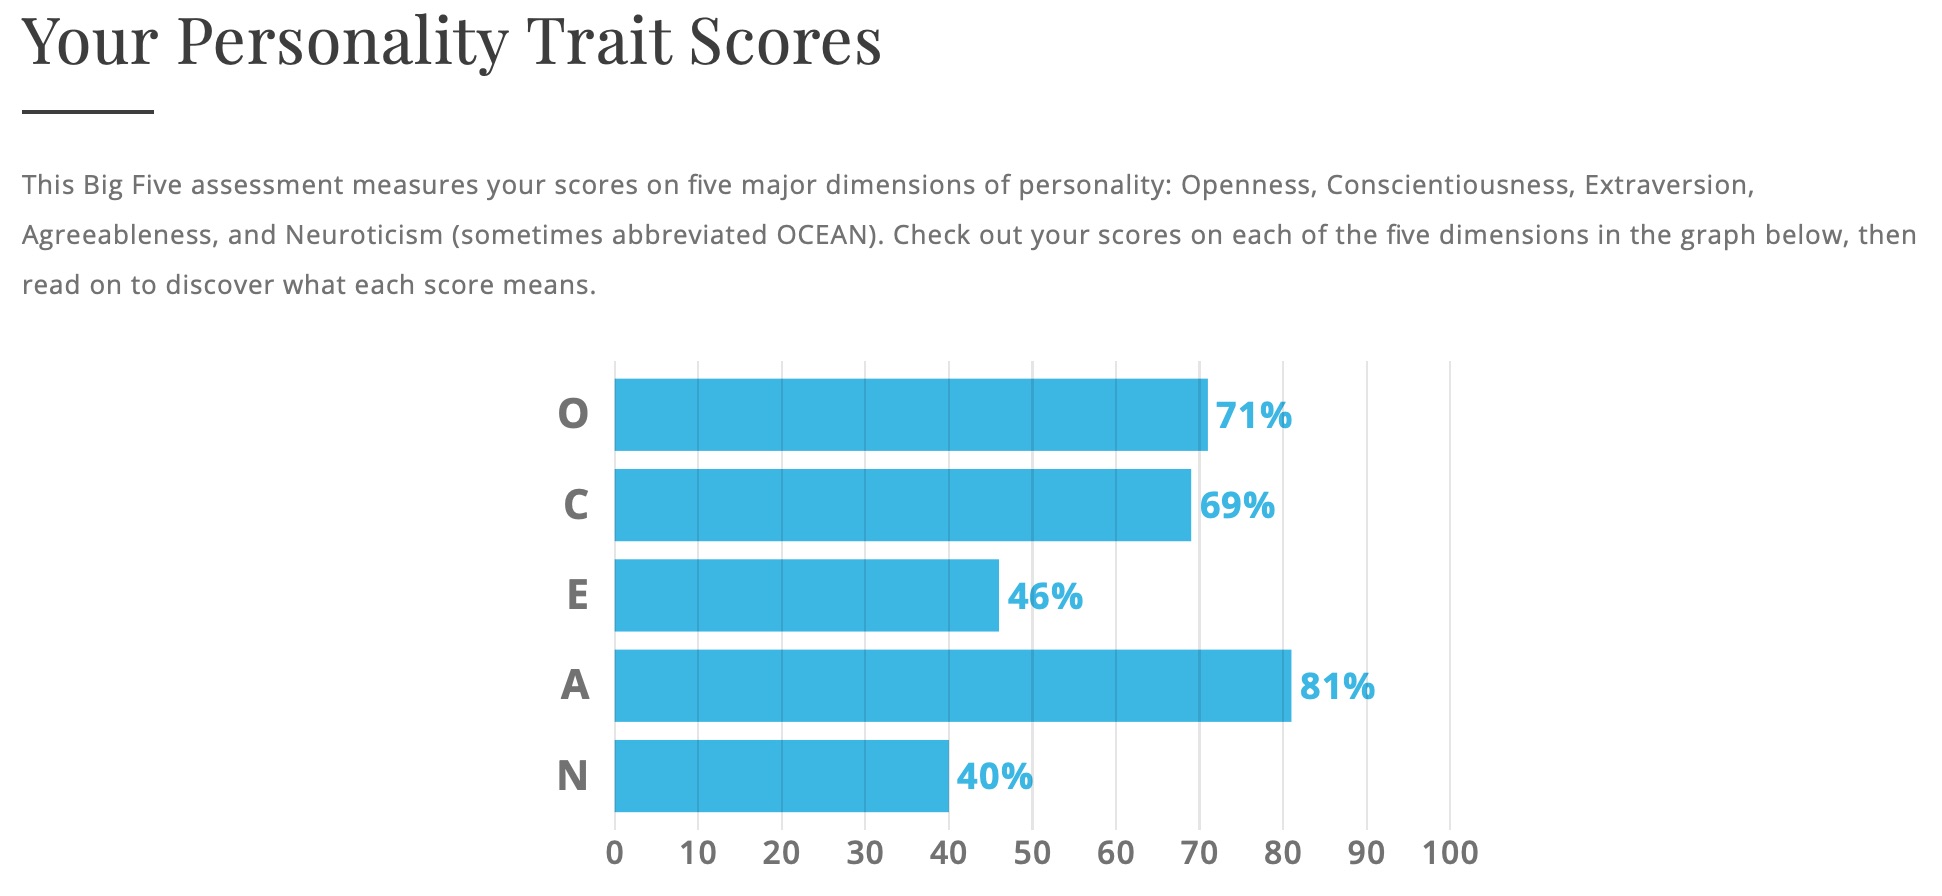 Your Personality Trait Scores
This Big Five assessment measures your scores on five major dimensions of personality: Openness, Conscientiousness, Extraversion,
Agreeableness, and Neuroticism (sometimes abbreviated OCEAN). Check out your scores on each of the five dimensions in the graph below, then
read on to discover what each score means.
O 71%
C 69%
E 46%
A 81%
N 40%
0 10 20 30 40 50 60 70 80 90 100